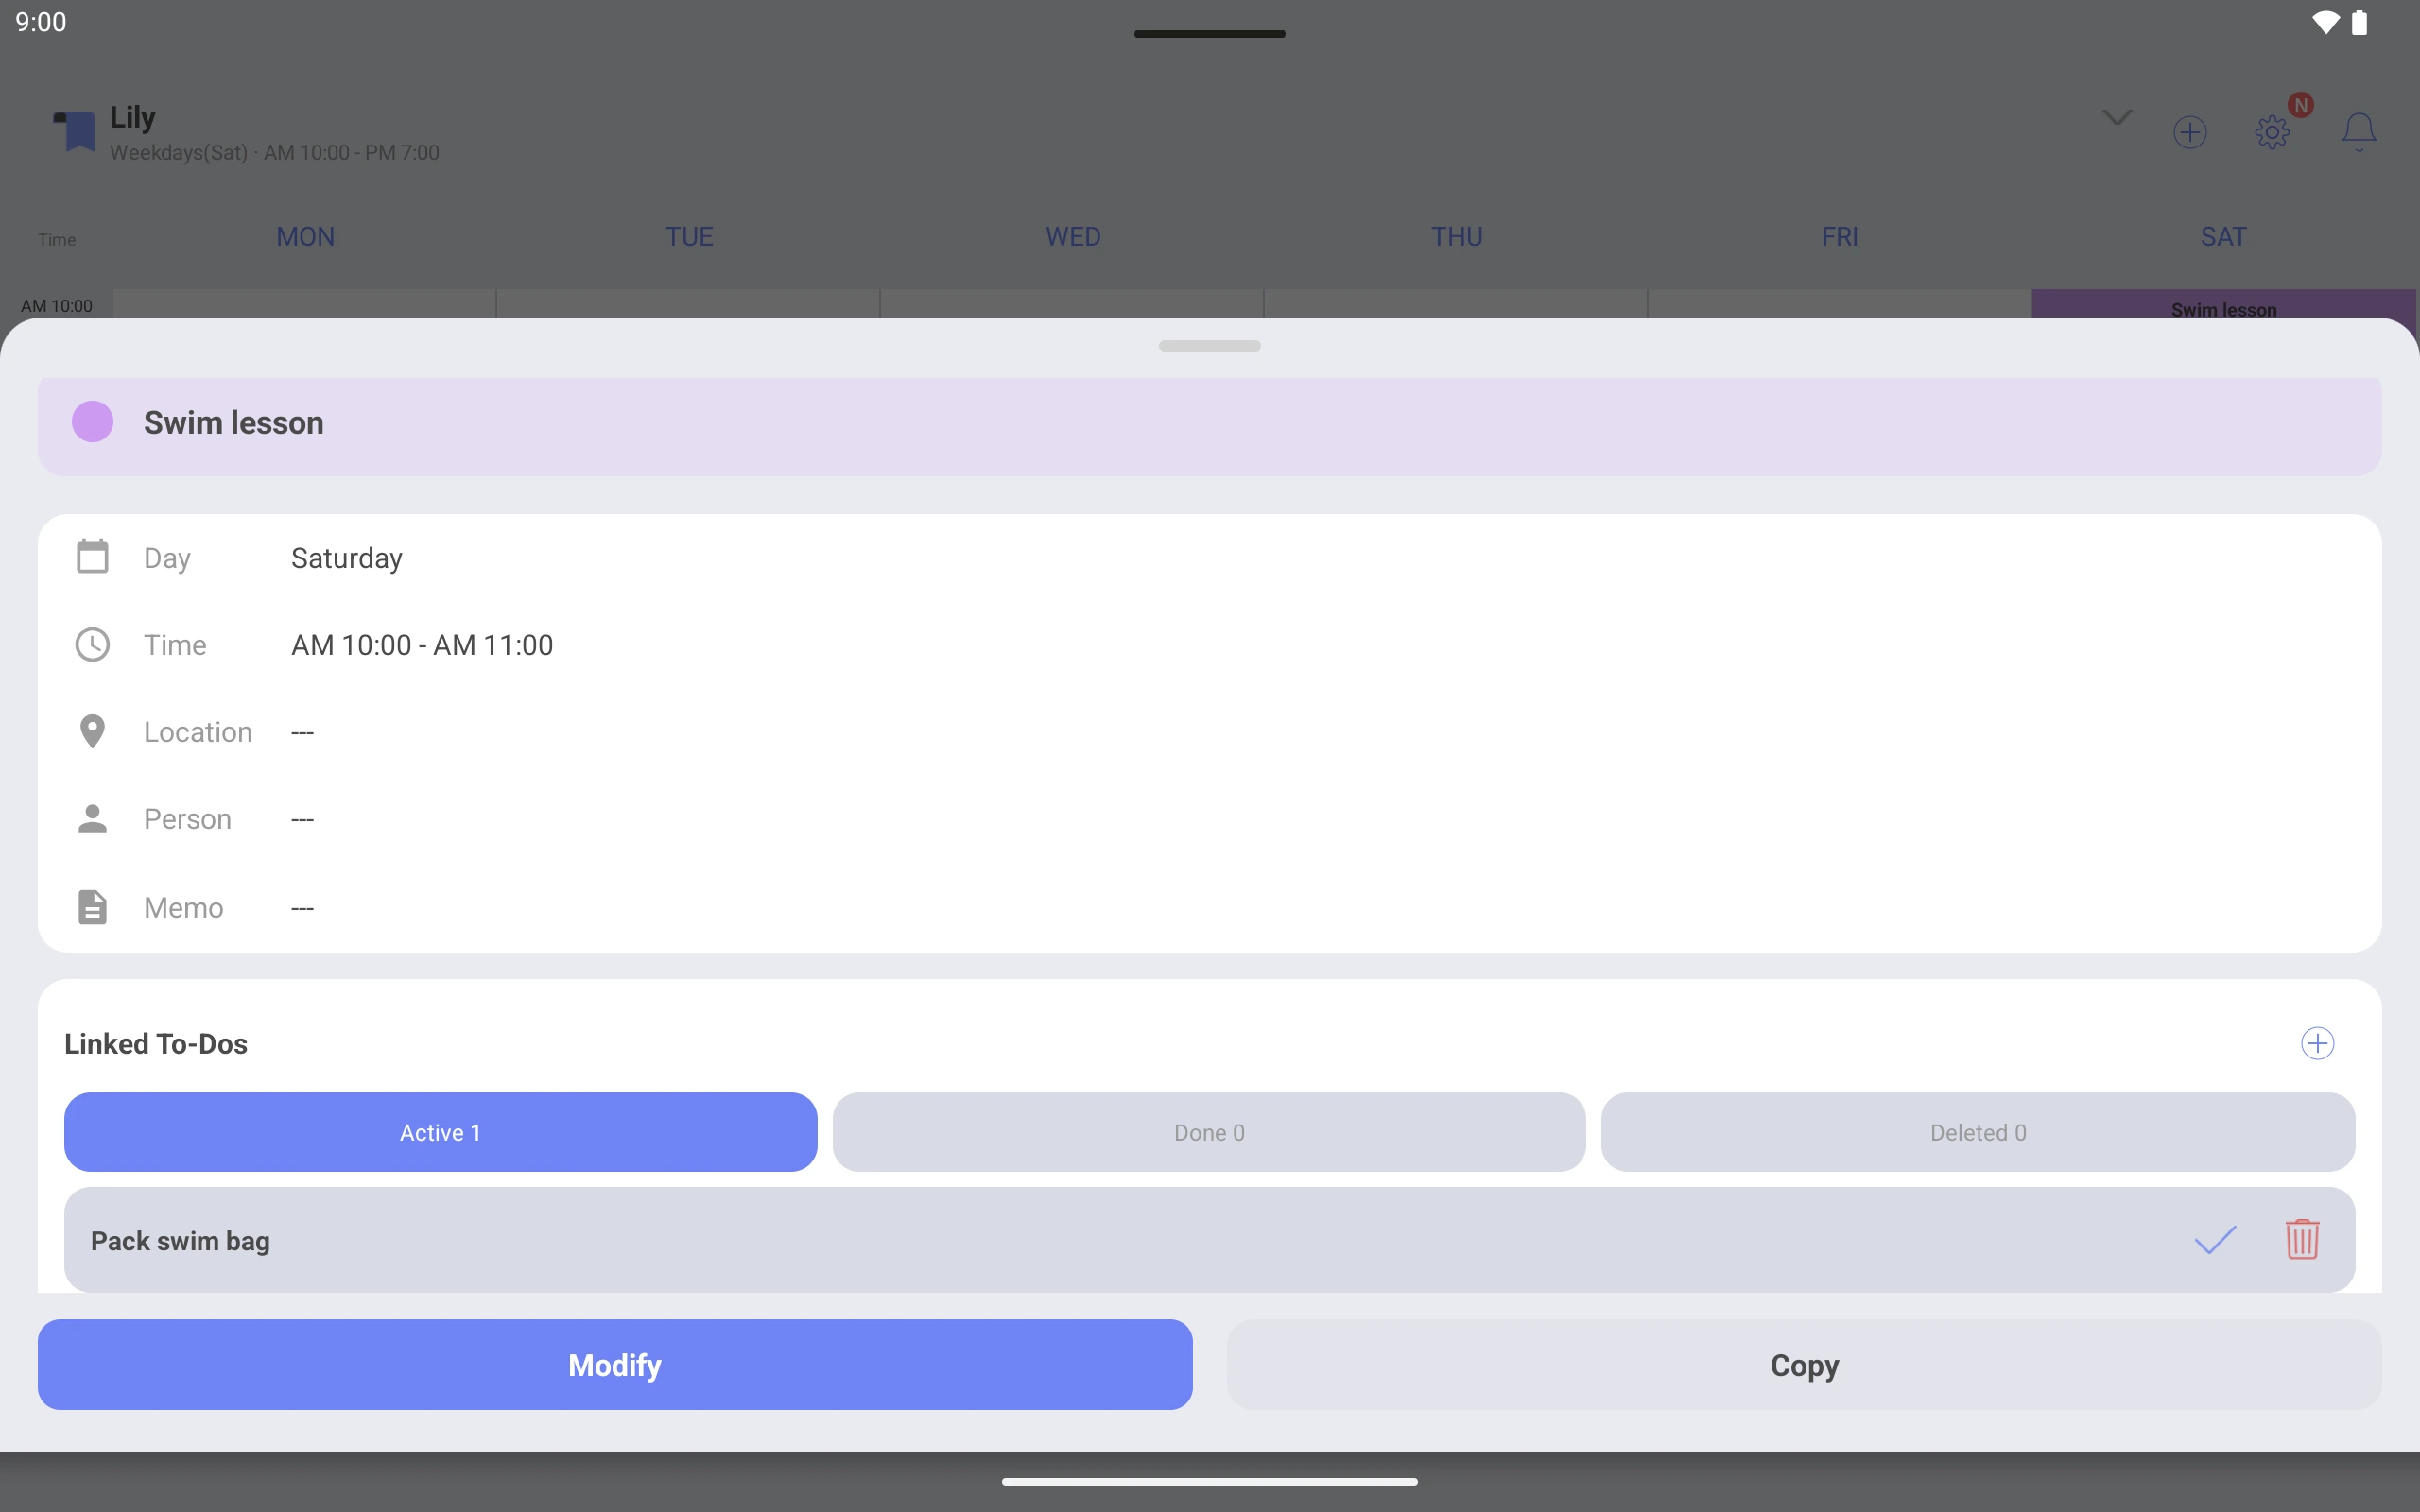 9:00
Lily
N
Weekdays(Sat) · AM 10:00 - PM 7:00
Time MON TUE WED THU FRI SAT
AM 10:00
Swim lesson
Swim lesson
Day Saturday
Time AM 10:00 - AM 11:00
Location ---
Person ---
Memo ---
Linked To-Dos
Active 1 Done 0 Deleted 0
Pack swim bag
Modify Copy